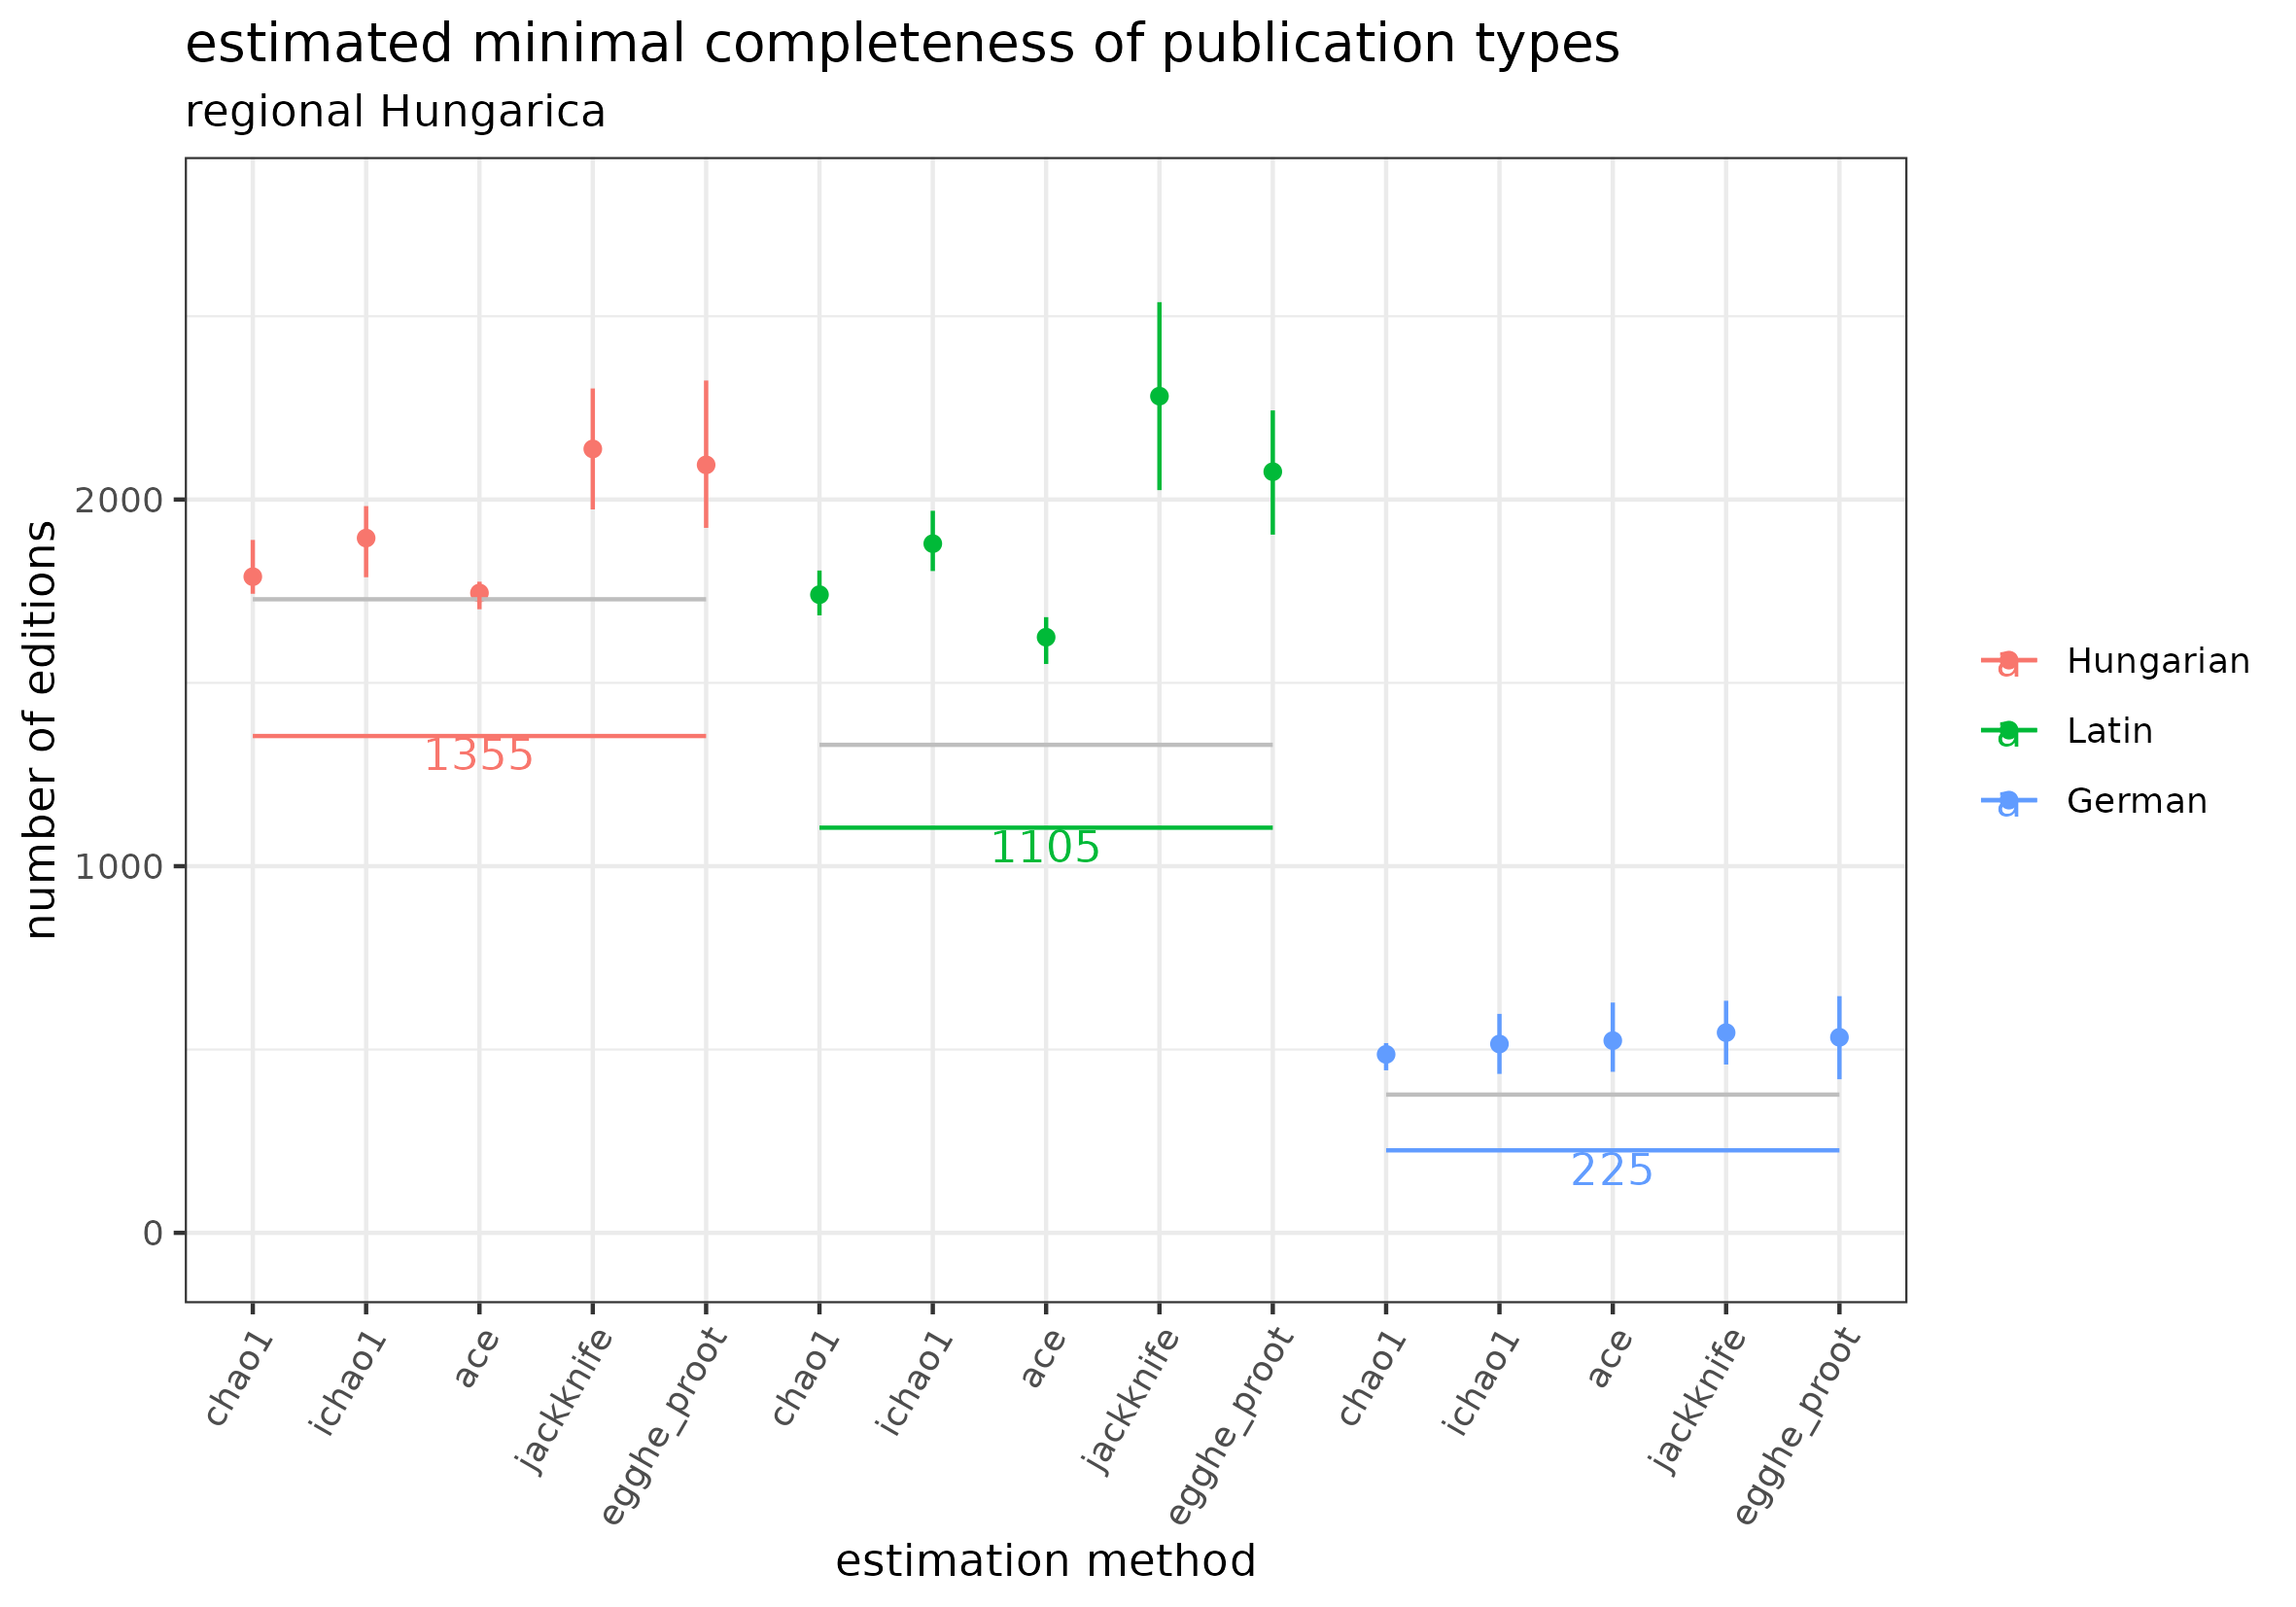 estimated minimal completeness of publication types
regional Hungarica
number of editions
2000
1000
0
1355
1105
225
chao1
ichao1
ace
jackknife
egghe_proot
chao1
ichao1
ace
jackknife
egghe_proot
chao1
ichao1
ace
jackknife
egghe_proot
estimation method
a Hungarian
a Latin
a German